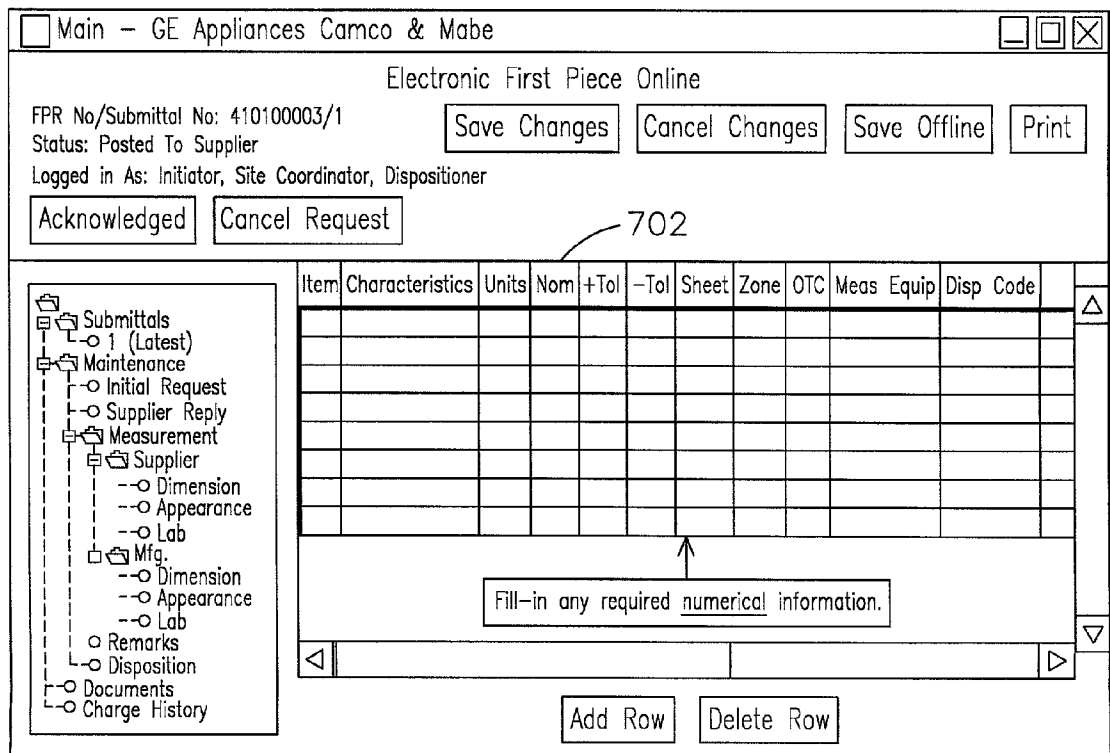 Main – GE Appliances Camco & Mabe
Electronic First Piece Online
FPR No/Submittal No: 410100003/1
Save Changes Cancel Changes Save Offline Print
Status: Posted To Supplier
Logged in As: Initiator, Site Coordinator, Dispositioner
Acknowledged Cancel Request
702
Item Characteristics Units Nom +Tol –Tol Sheet Zone OTC Meas Equip Disp Code
Submittals
1 (Latest)
Maintenance
Initial Request
Supplier Reply
Measurement
Supplier
Dimension
Appearance
Lab
Mfg.
Dimension
Appearance
Lab
Remarks
Disposition
Documents
Charge History
Fill–in any required numerical information.
Add Row Delete Row